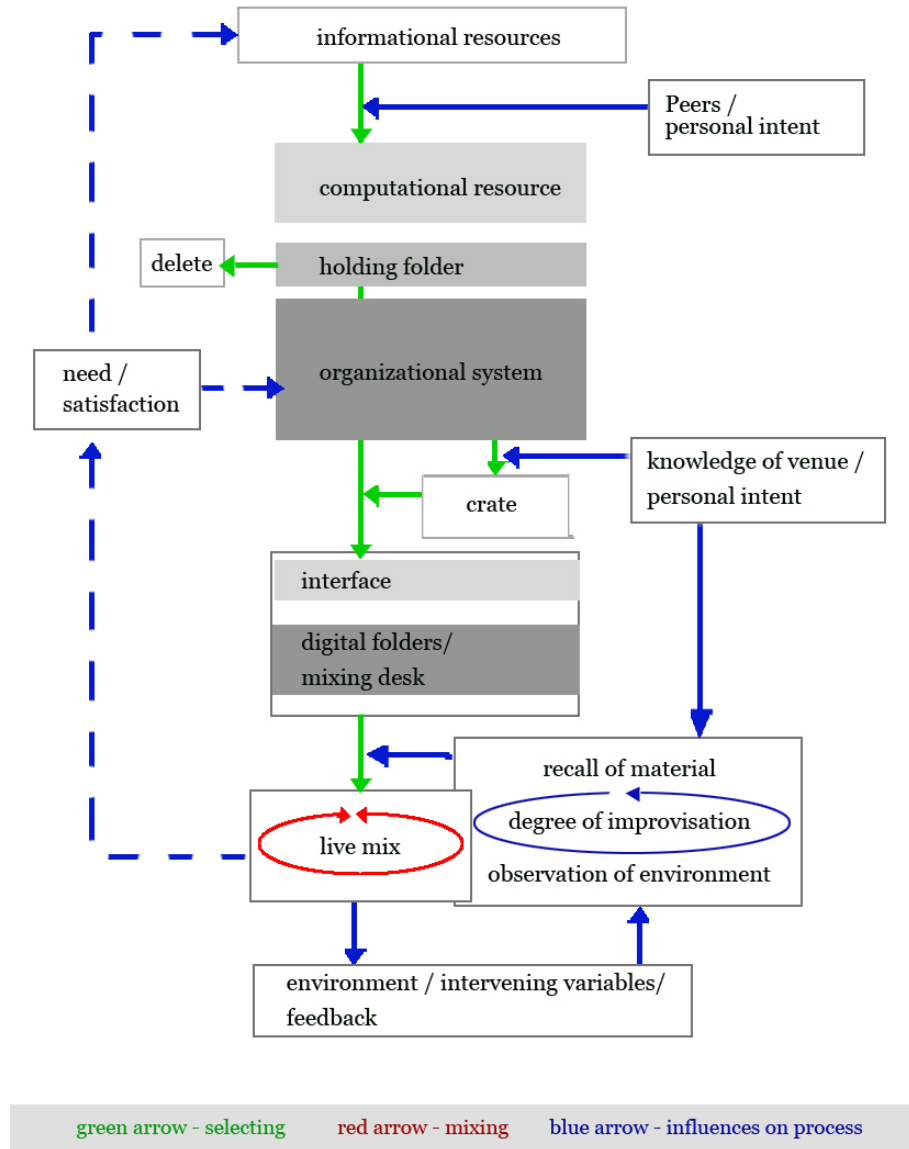 informational resources
Peers /
personal intent
computational resource
delete
holding folder
need /
satisfaction
organizational system
knowledge of venue /
personal intent
crate
interface
digital folders/
mixing desk
recall of material
degree of improvisation
observation of environment
live mix
environment / intervening variables/
feedback
green arrow - selecting
red arrow - mixing
blue arrow - influences on process